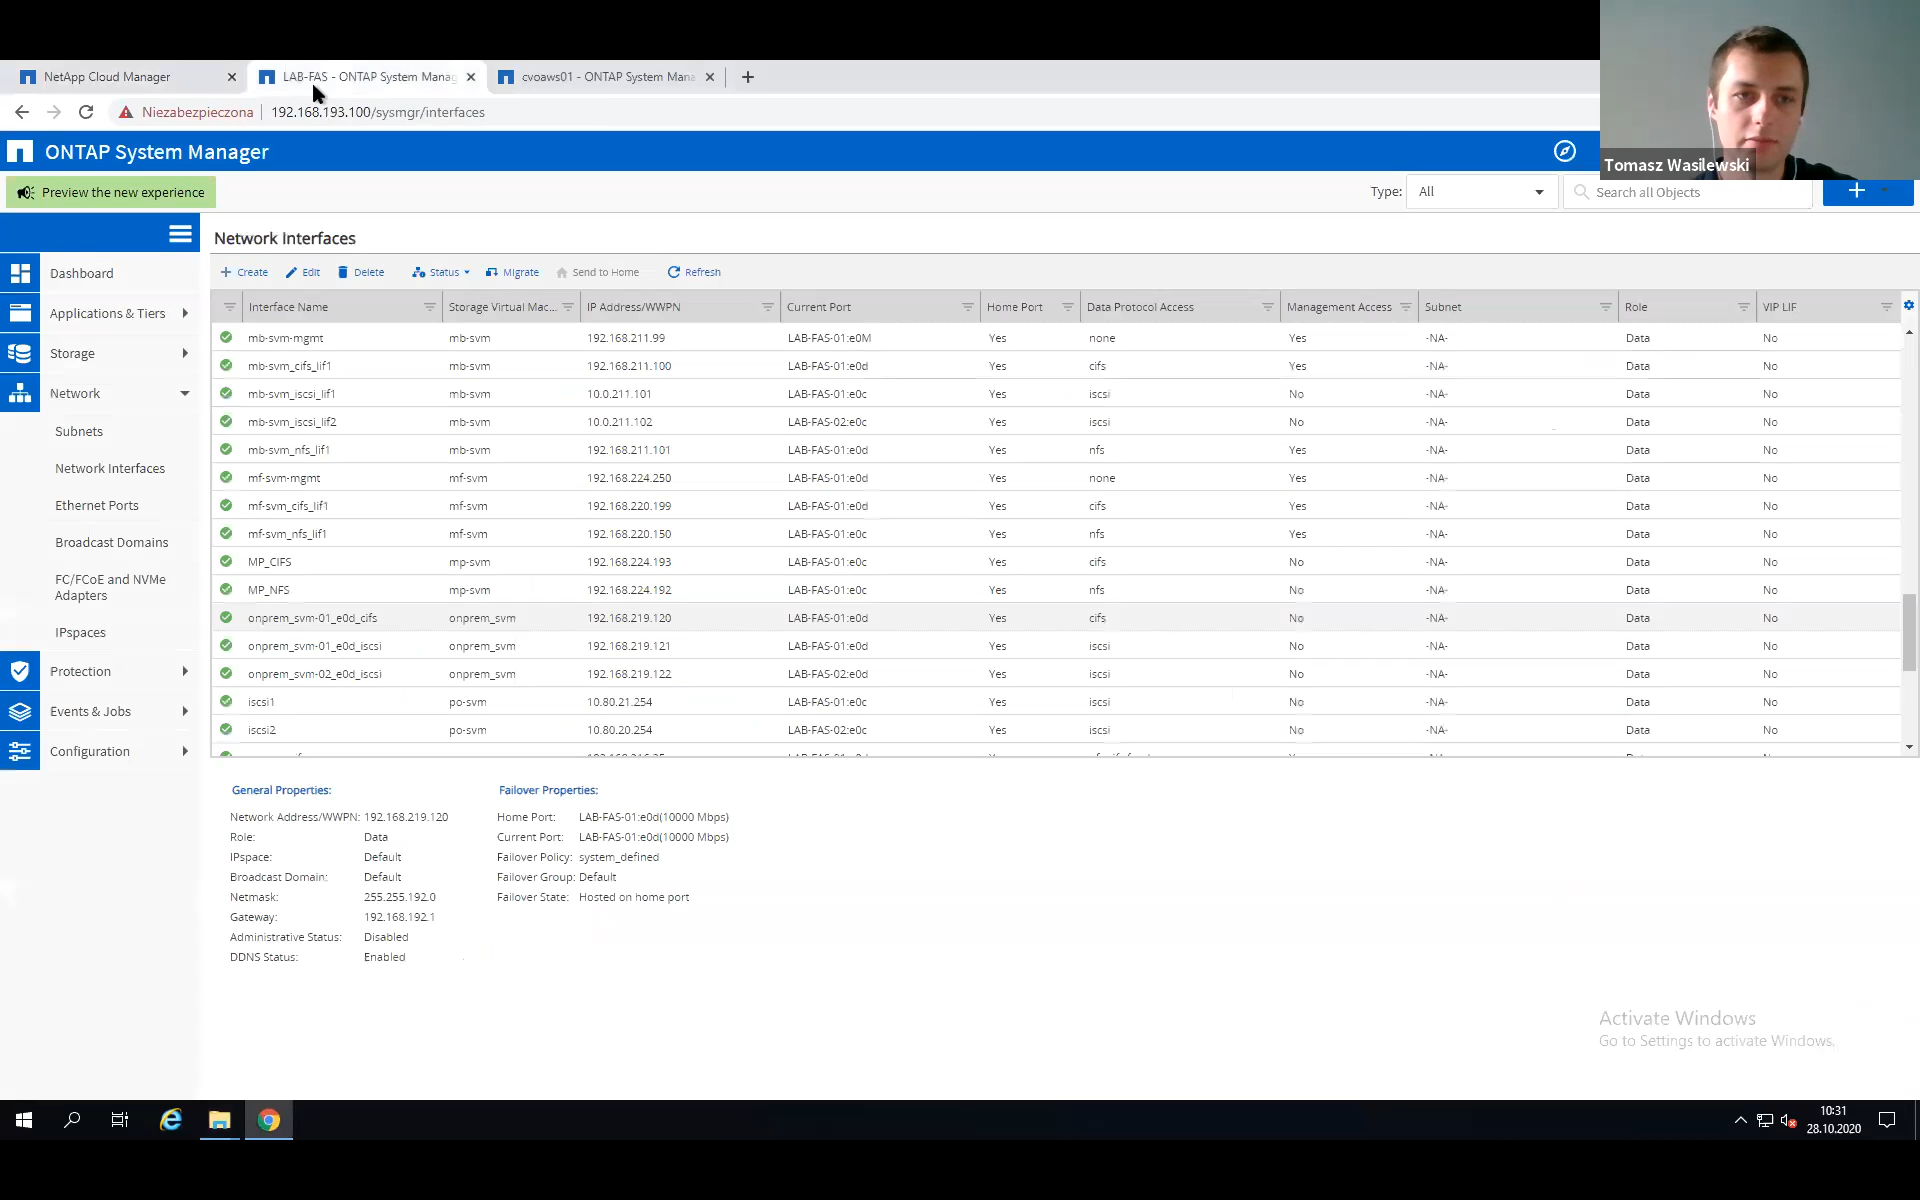 NetApp Cloud Manager
LAB-FAS - ONTAP System Manag
cvoaws01 - ONTAP System Mana
Niezabezpieczona 192.168.193.100/sysmgr/interfaces
ONTAP System Manager
Tomasz Wasilewski
Preview the new experience Type: All Search all Objects
Network Interfaces
Create Edit Delete Status Migrate Send to Home Refresh
Dashboard
Applications & Tiers
Storage
Network
Subnets
Network Interfaces
Ethernet Ports
Broadcast Domains
FC/FCoE and NVMe
Adapters
IPspaces
Protection
Events & Jobs
Configuration
Interface Name Storage Virtual Mac... IP Address/WWPN Current Port Home Port Data Protocol Access Management Access Subnet Role VIP LIF
mb-svm-mgmt mb-svm 192.168.211.99 LAB-FAS-01:e0M Yes none Yes -NA- Data No
mb-svm_cifs_lif1 mb-svm 192.168.211.100 LAB-FAS-01:e0d Yes cifs Yes -NA- Data No
mb-svm_iscsi_lif1 mb-svm 10.0.211.101 LAB-FAS-01:e0c Yes iscsi No -NA- Data No
mb-svm_iscsi_lif2 mb-svm 10.0.211.102 LAB-FAS-02:e0c Yes iscsi No -NA- Data No
mb-svm_nfs_lif1 mb-svm 192.168.211.101 LAB-FAS-01:e0d Yes nfs Yes -NA- Data No
mf-svm-mgmt mf-svm 192.168.224.250 LAB-FAS-01:e0d Yes none Yes -NA- Data No
mf-svm_cifs_lif1 mf-svm 192.168.220.199 LAB-FAS-01:e0d Yes cifs Yes -NA- Data No
mf-svm_nfs_lif1 mf-svm 192.168.220.150 LAB-FAS-01:e0c Yes nfs Yes -NA- Data No
MP_CIFS mp-svm 192.168.224.193 LAB-FAS-01:e0c Yes cifs No -NA- Data No
MP_NFS mp-svm 192.168.224.192 LAB-FAS-01:e0c Yes nfs No -NA- Data No
onprem_svm-01_e0d_cifs onprem_svm 192.168.219.120 LAB-FAS-01:e0d Yes cifs No -NA- Data No
onprem_svm-01_e0d_iscsi onprem_svm 192.168.219.121 LAB-FAS-01:e0d Yes iscsi No -NA- Data No
onprem_svm-02_e0d_iscsi onprem_svm 192.168.219.122 LAB-FAS-02:e0d Yes iscsi No -NA- Data No
iscsi1 po-svm 10.80.21.254 LAB-FAS-01:e0c Yes iscsi No -NA- Data No
iscsi2 po-svm 10.80.20.254 LAB-FAS-02:e0c Yes iscsi No -NA- Data No
General Properties:
Network Address/WWPN: 192.168.219.120
Role: Data
IPspace: Default
Broadcast Domain: Default
Netmask: 255.255.192.0
Gateway: 192.168.192.1
Administrative Status: Disabled
DDNS Status: Enabled
Failover Properties:
Home Port: LAB-FAS-01:e0d(10000 Mbps)
Current Port: LAB-FAS-01:e0d(10000 Mbps)
Failover Policy: system_defined
Failover Group: Default
Failover State: Hosted on home port
Activate Windows
Go to Settings to activate Windows.
10:31
28.10.2020